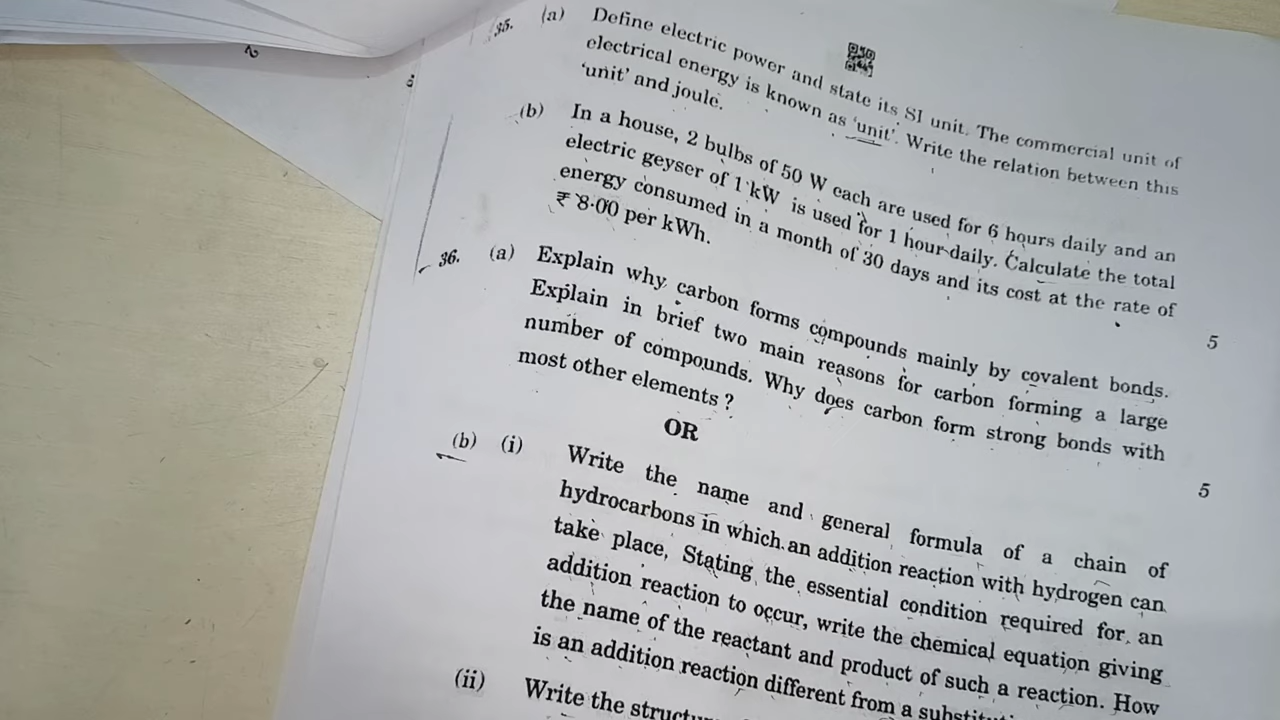 35. (a) Define electric power and state its SI unit. The commercial unit of
electrical energy is known as 'unit'. Write the relation between this
'unit' and joule.
(b) In a house, 2 bulbs of 50 W each are used for 6 hours daily and an
electric geyser of 1 kW is used for 1 hour daily. Calculate the total
energy consumed in a month of 30 days and its cost at the rate of
₹ 8·00 per kWh.
5
36. (a) Explain why carbon forms compounds mainly by covalent bonds.
Explain in brief two main reasons for carbon forming a large
number of compounds. Why does carbon form strong bonds with
most other elements ?
5
OR
(b) (i) Write the name and general formula of a chain of
hydrocarbons in which an addition reaction with hydrogen can
take place. Stating the essential condition required for an
addition reaction to occur, write the chemical equation giving
the name of the reactant and product of such a reaction. How
is an addition reaction different from a
(ii) Write the